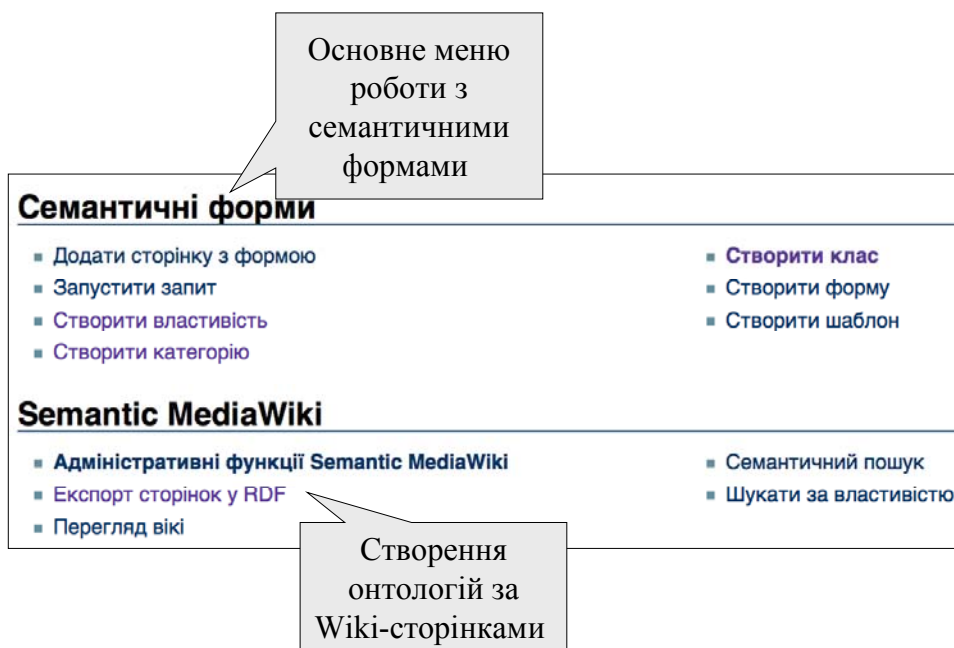 Основне меню
роботи з
семантичними
формами
Семантичні форми
Додати сторінку з формою
Запустити запит
Створити властивість
Створити категорію
Створити клас
Створити форму
Створити шаблон
Semantic MediaWiki
Адміністративні функції Semantic MediaWiki
Експорт сторінок у RDF
Перегляд вікі
Семантичний пошук
Шукати за властивістю
Створення
онтологій за
Wiki-сторінками